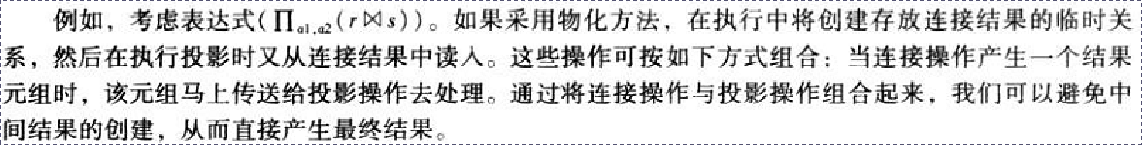 例如，考虑表达式(∏a1,a2(r⋈s))。如果采用物化方法，在执行中将创建存放连接结果的临时关
系，然后在执行投影时又从连接结果中读入。这些操作可按如下方式组合：当连接操作产生一个结果
元组时，该元组马上传送给投影操作去处理。通过将连接操作与投影操作组合起来，我们可以避免中
间结果的创建，从而直接产生最终结果。